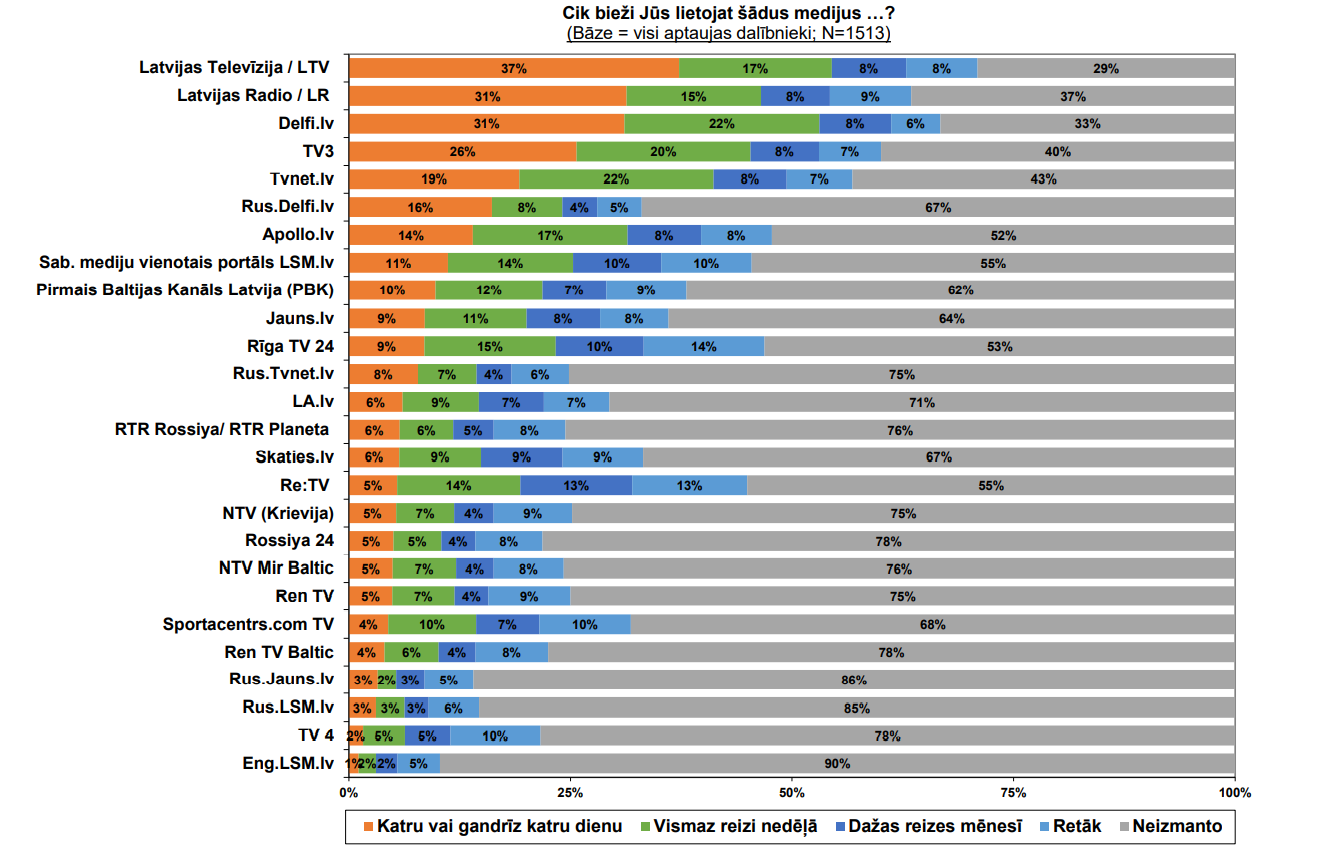 Cik bieži Jūs lietojat šādus medijus …?
(Bāze = visi aptaujas dalībnieki; N=1513)
Latvijas Televīzija / LTV 37% 17% 8% 8% 29%
Latvijas Radio / LR 31% 15% 8% 9% 37%
Delfi.lv 31% 22% 8% 6% 33%
TV3 26% 20% 8% 7% 40%
Tvnet.lv 19% 22% 8% 7% 43%
Rus.Delfi.lv 16% 8% 4% 5% 67%
Apollo.lv 14% 17% 8% 8% 52%
Sab. mediju vienotais portāls LSM.lv 11% 14% 10% 10% 55%
Pirmais Baltijas Kanāls Latvija (PBK) 10% 12% 7% 9% 62%
Jauns.lv 9% 11% 8% 8% 64%
Rīga TV 24 9% 15% 10% 14% 53%
Rus.Tvnet.lv 8% 7% 4% 6% 75%
LA.lv 6% 9% 7% 7% 71%
RTR Rossiya/ RTR Planeta 6% 6% 5% 8% 76%
Skaties.lv 6% 9% 9% 9% 67%
Re:TV 5% 14% 13% 13% 55%
NTV (Krievija) 5% 7% 4% 9% 75%
Rossiya 24 5% 5% 4% 8% 78%
NTV Mir Baltic 5% 7% 4% 8% 76%
Ren TV 5% 7% 4% 9% 75%
Sportacentrs.com TV 4% 10% 7% 10% 68%
Ren TV Baltic 4% 6% 4% 8% 78%
Rus.Jauns.lv 3% 2% 3% 5% 86%
Rus.LSM.lv 3% 3% 3% 6% 85%
TV 4 2% 5% 5% 10% 78%
Eng.LSM.lv 1% 2% 2% 5% 90%
0% 25% 50% 75% 100%
Katru vai gandrīz katru dienu Vismaz reizi nedēļā Dažas reizes mēnesī Retāk Neizmanto